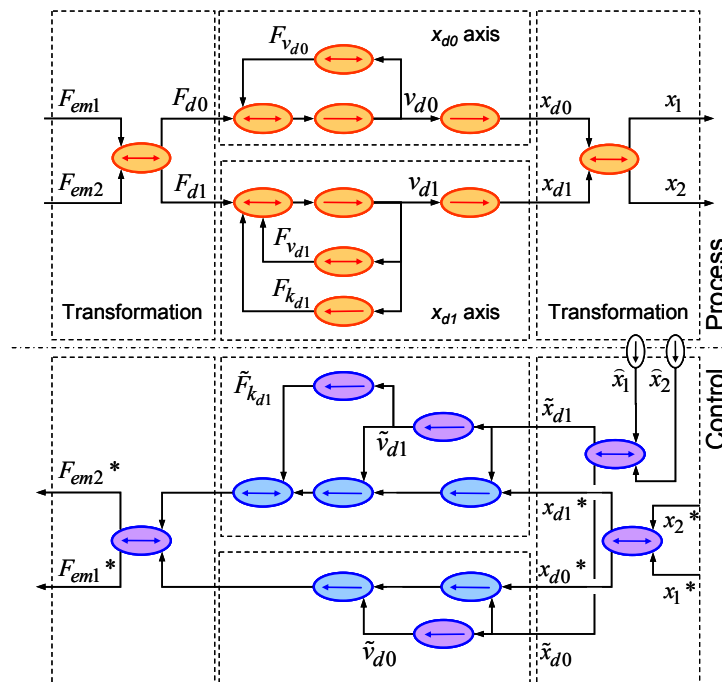 F_{v_{d0}}
x_{d0} axis
F_{em1}
F_{d0}
v_{d0}
x_{d0}
x_1
F_{em2}
F_{d1}
v_{d1}
x_{d1}
x_2
F_{v_{d1}}
F_{k_{d1}}
Transformation
x_{d1} axis
Transformation
Process
Control
F̃_{k_{d1}}
ṽ_{d1}
x̃_{d1}
x̂_1
x̂_2
F_{em2}*
x_{d1}*
x_2*
F_{em1}*
x_{d0}*
x_1*
ṽ_{d0}
x̃_{d0}